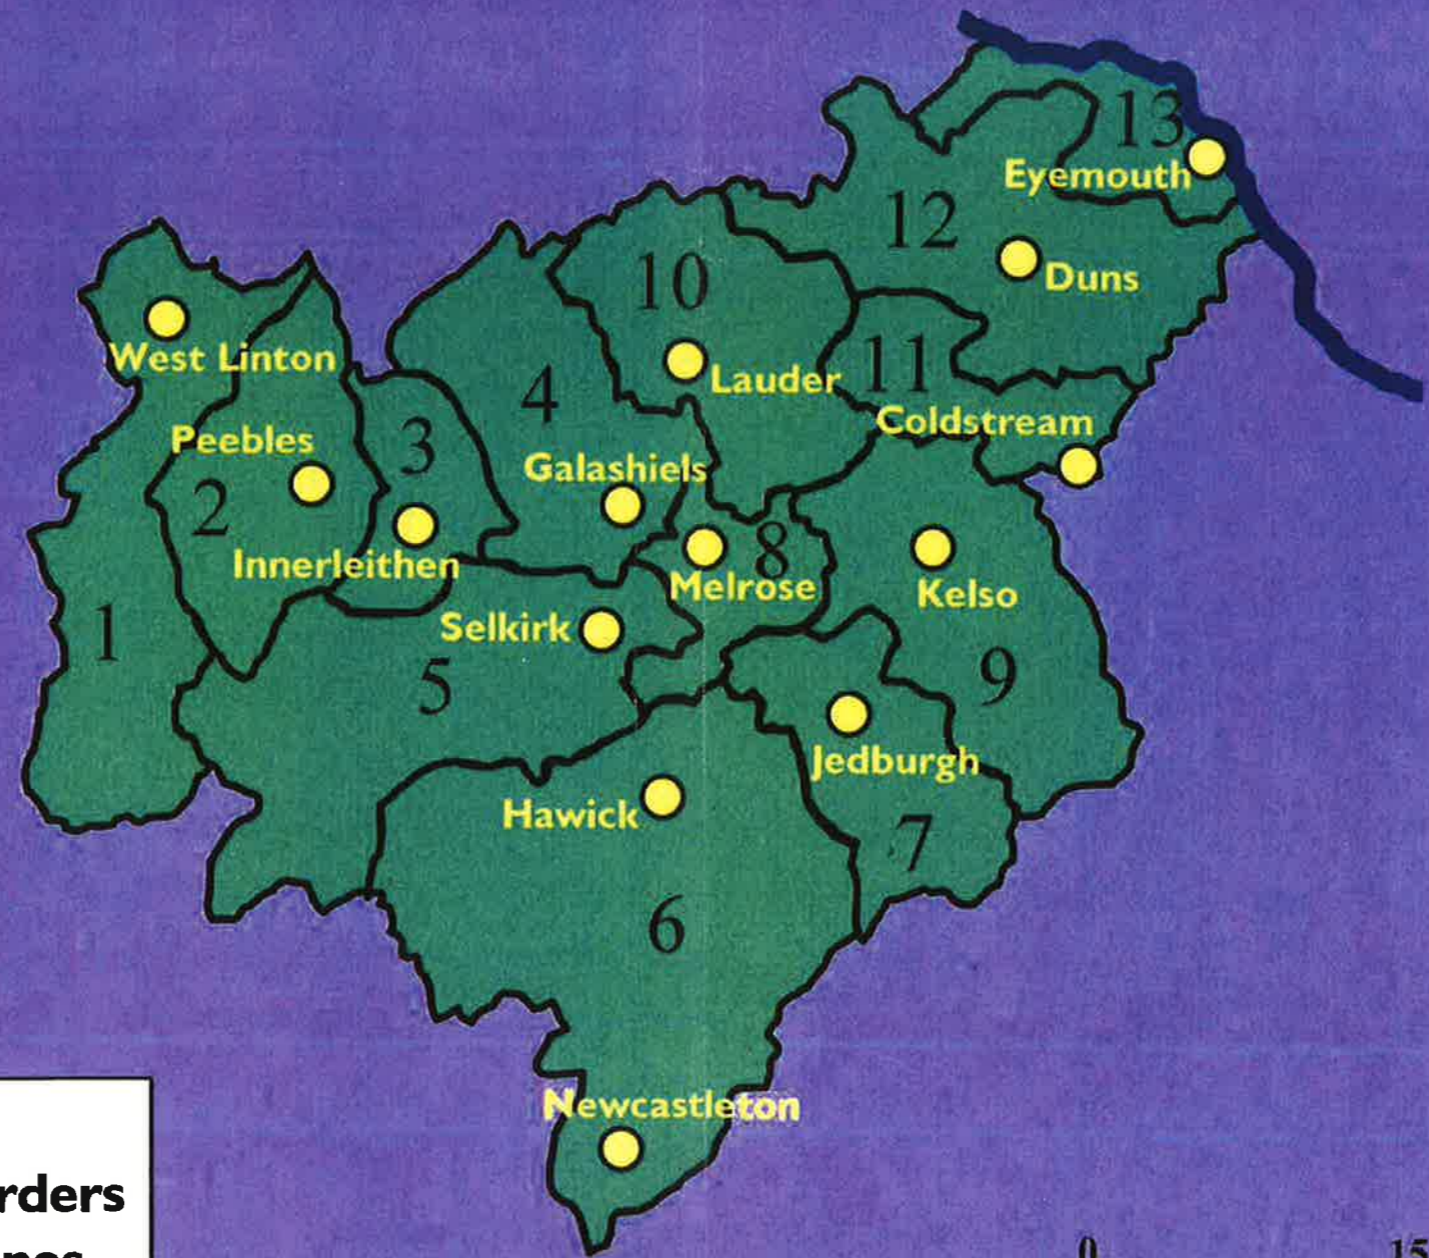 13
Eyemouth
12
Duns
10
West Linton
Lauder
11
4
Coldstream
Peebles
3
Galashiels
2
Innerleithen
8
Melrose
Kelso
Selkirk
1
5
9
Jedburgh
Hawick
7
6
Newcastleton
rders
0
15